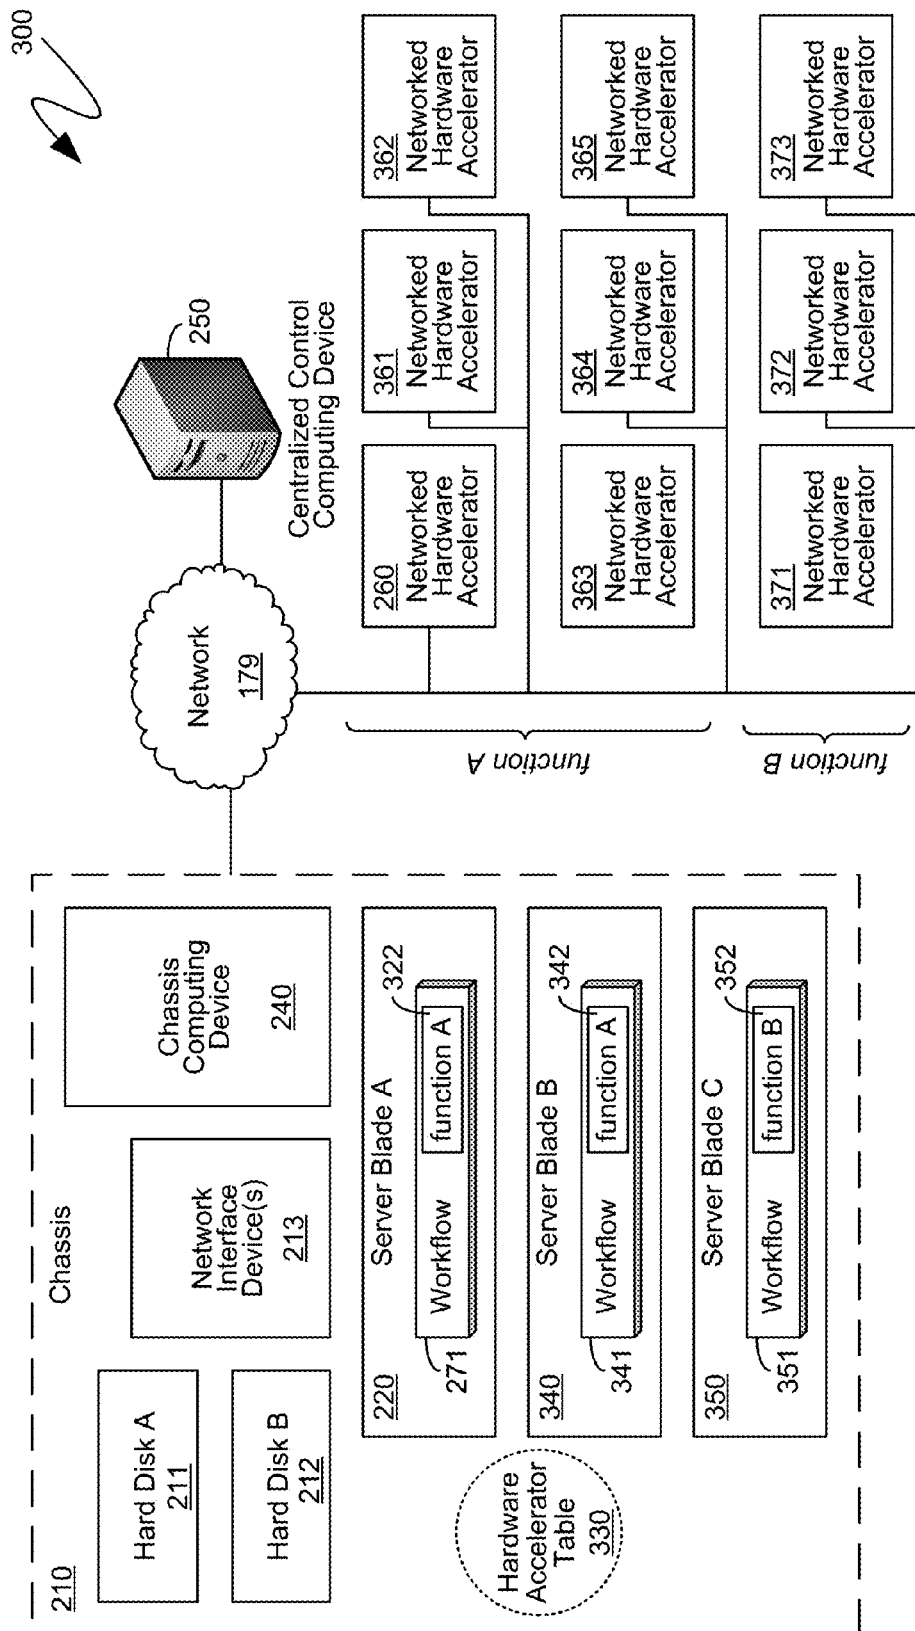 300
210
Chassis
Hard Disk A
211
Hard Disk B
212
Network
Interface
Device(s)
213
Chassis
Computing
Device
240
Network
179
250
Centralized Control
Computing Device
Hardware
Accelerator
Table
330
220
Server Blade A
Workflow
function A
271
322
340
Server Blade B
Workflow
function A
341
342
350
Server Blade C
Workflow
function B
351
352
function A
function B
260
Networked
Hardware
Accelerator
361
Networked
Hardware
Accelerator
362
Networked
Hardware
Accelerator
363
Networked
Hardware
Accelerator
364
Networked
Hardware
Accelerator
365
Networked
Hardware
Accelerator
371
Networked
Hardware
Accelerator
372
Networked
Hardware
Accelerator
373
Networked
Hardware
Accelerator